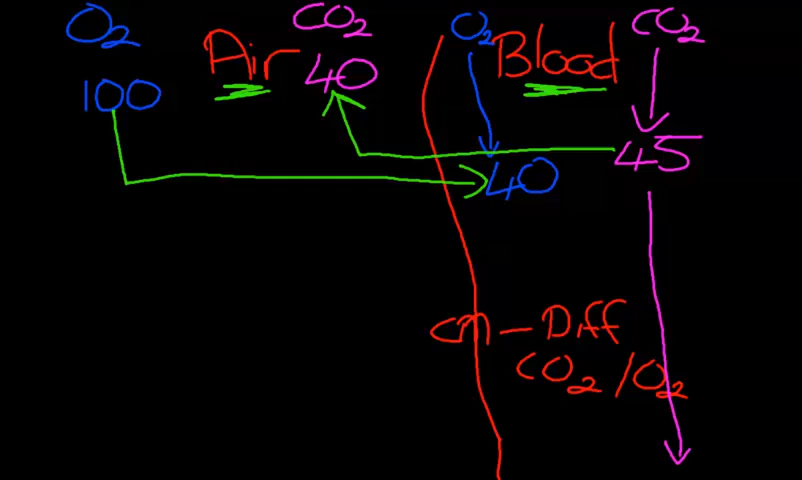 O₂ Air CO₂ O₂ Blood CO₂
100 40
40 45
cm - Diff
CO₂/O₂